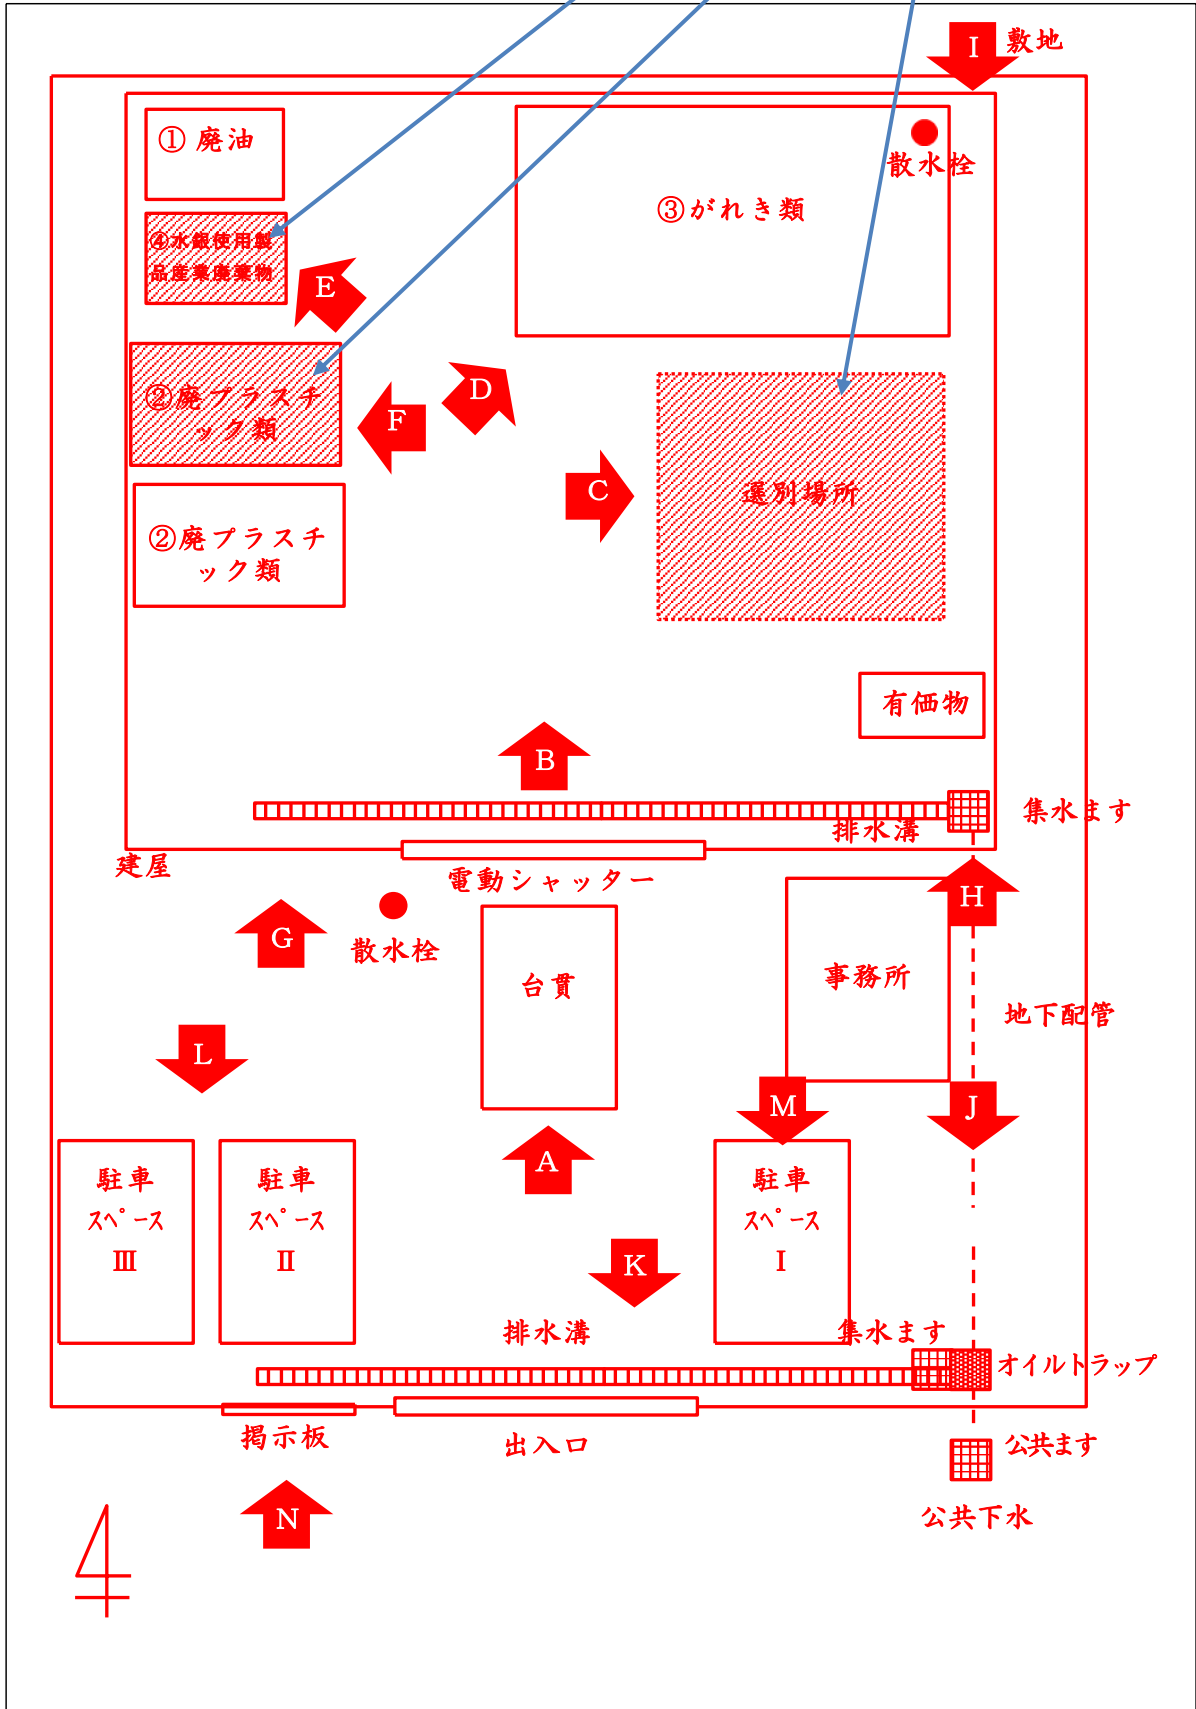 I
敷地
① 廃油
散水栓
③がれき類
④水銀使用製
品産業廃棄物
E
②廃プラスチ
ック類
D
F
C
選別場所
②廃プラスチ
ック類
有価物
B
集水ます
排水溝
建屋
電動シャッター
H
G
散水栓
台貫
事務所
地下配管
L
M
J
A
駐車
スペース
Ⅲ
駐車
スペース
Ⅱ
駐車
スペース
Ⅰ
K
排水溝
集水ます
オイルトラップ
掲示板
出入口
公共ます
N
公共下水